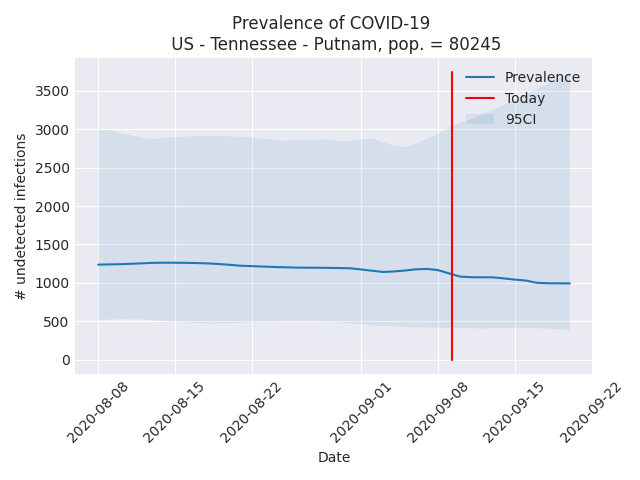 Prevalence of COVID-19
US - Tennessee - Putnam, pop. = 80245
Prevalence
Today
95CI
# undetected infections
3500
3000
2500
2000
1500
1000
500
0
2020-08-08
2020-08-15
2020-08-22
2020-09-01
2020-09-08
2020-09-15
2020-09-22
Date